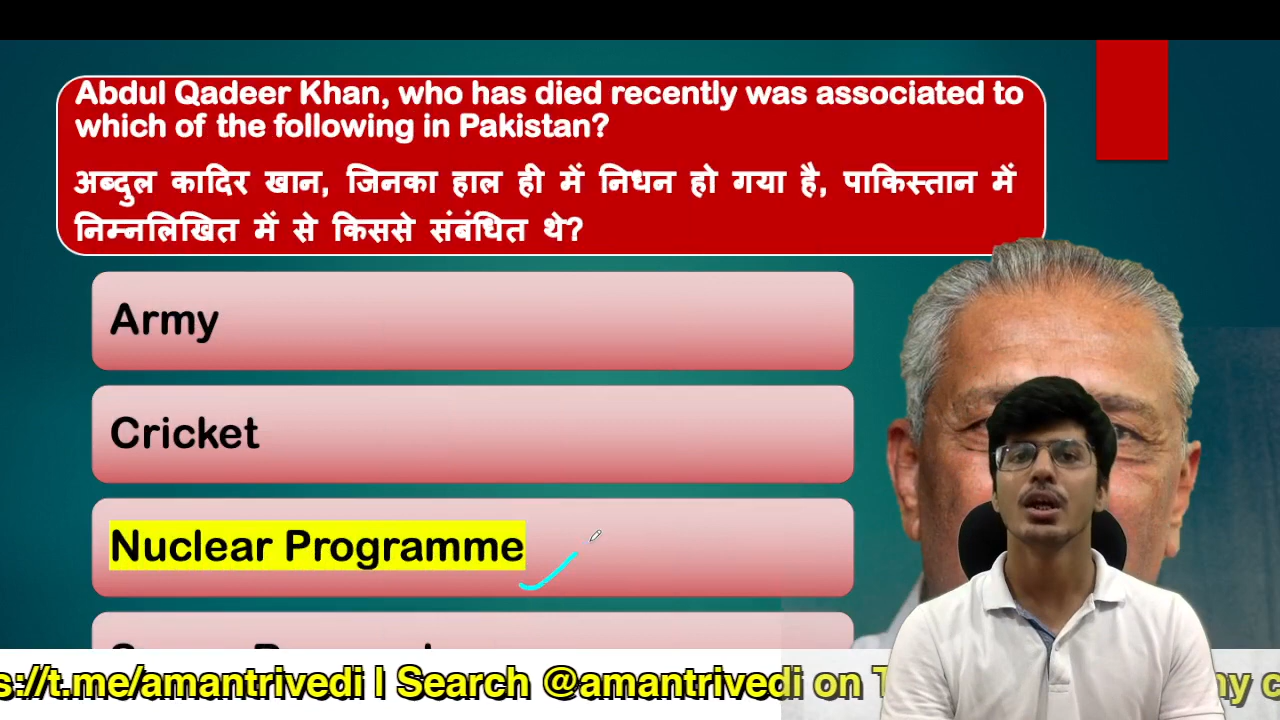 Abdul Qadeer Khan, who has died recently was associated to
which of the following in Pakistan?
अब्दुल कादिर खान, जिनका हाल ही में निधन हो गया है, पाकिस्तान में
निम्नलिखित में से किससे संबंधित थे?
Army
Cricket
Nuclear Programme
s://t.me/amantrivedi | Search @amantrivedi on